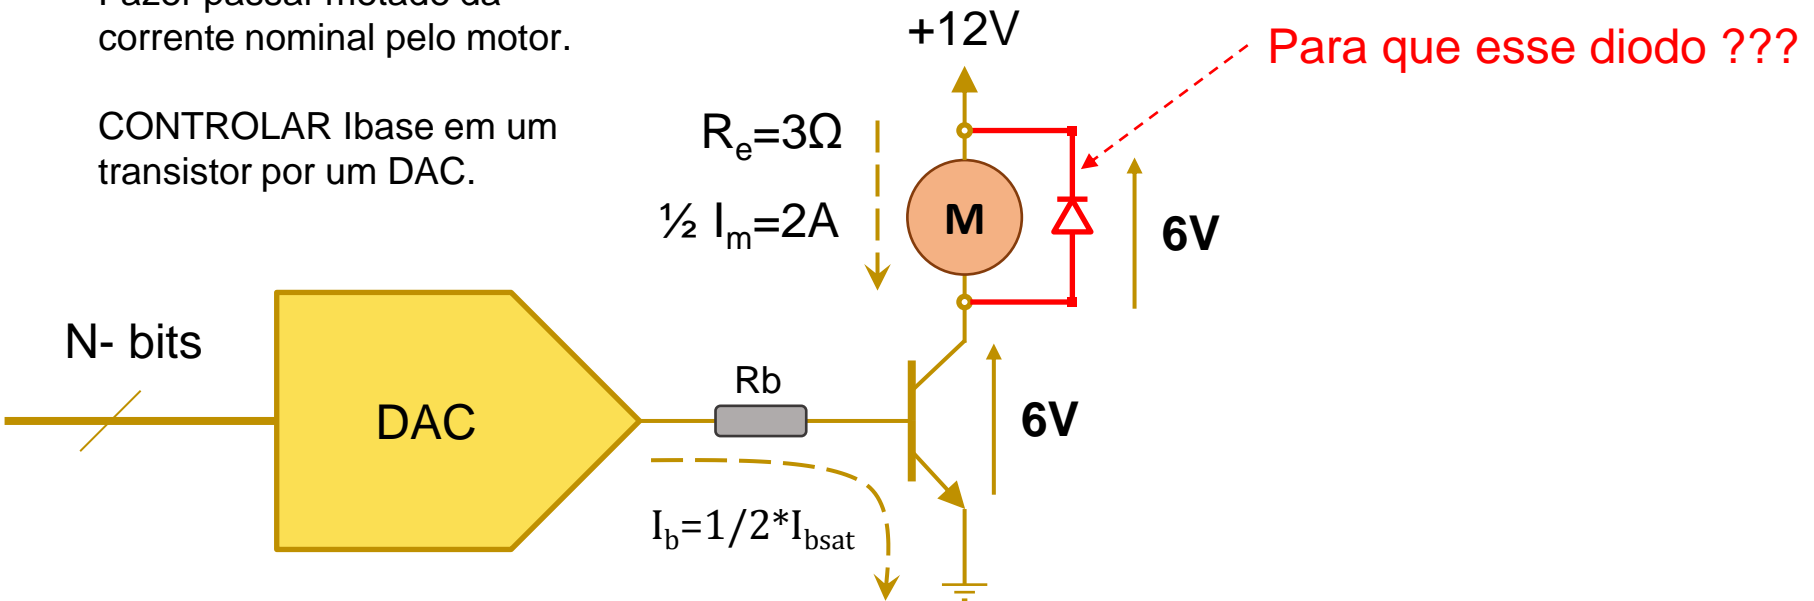 corrente nominal pelo motor.
CONTROLAR Ibase em um
transistor por um DAC.
+12V
Para que esse diodo ???
Re=3Ω
½ Im=2A
M
6V
N- bits
DAC
Rb
6V
Ib=1/2*Ibsat